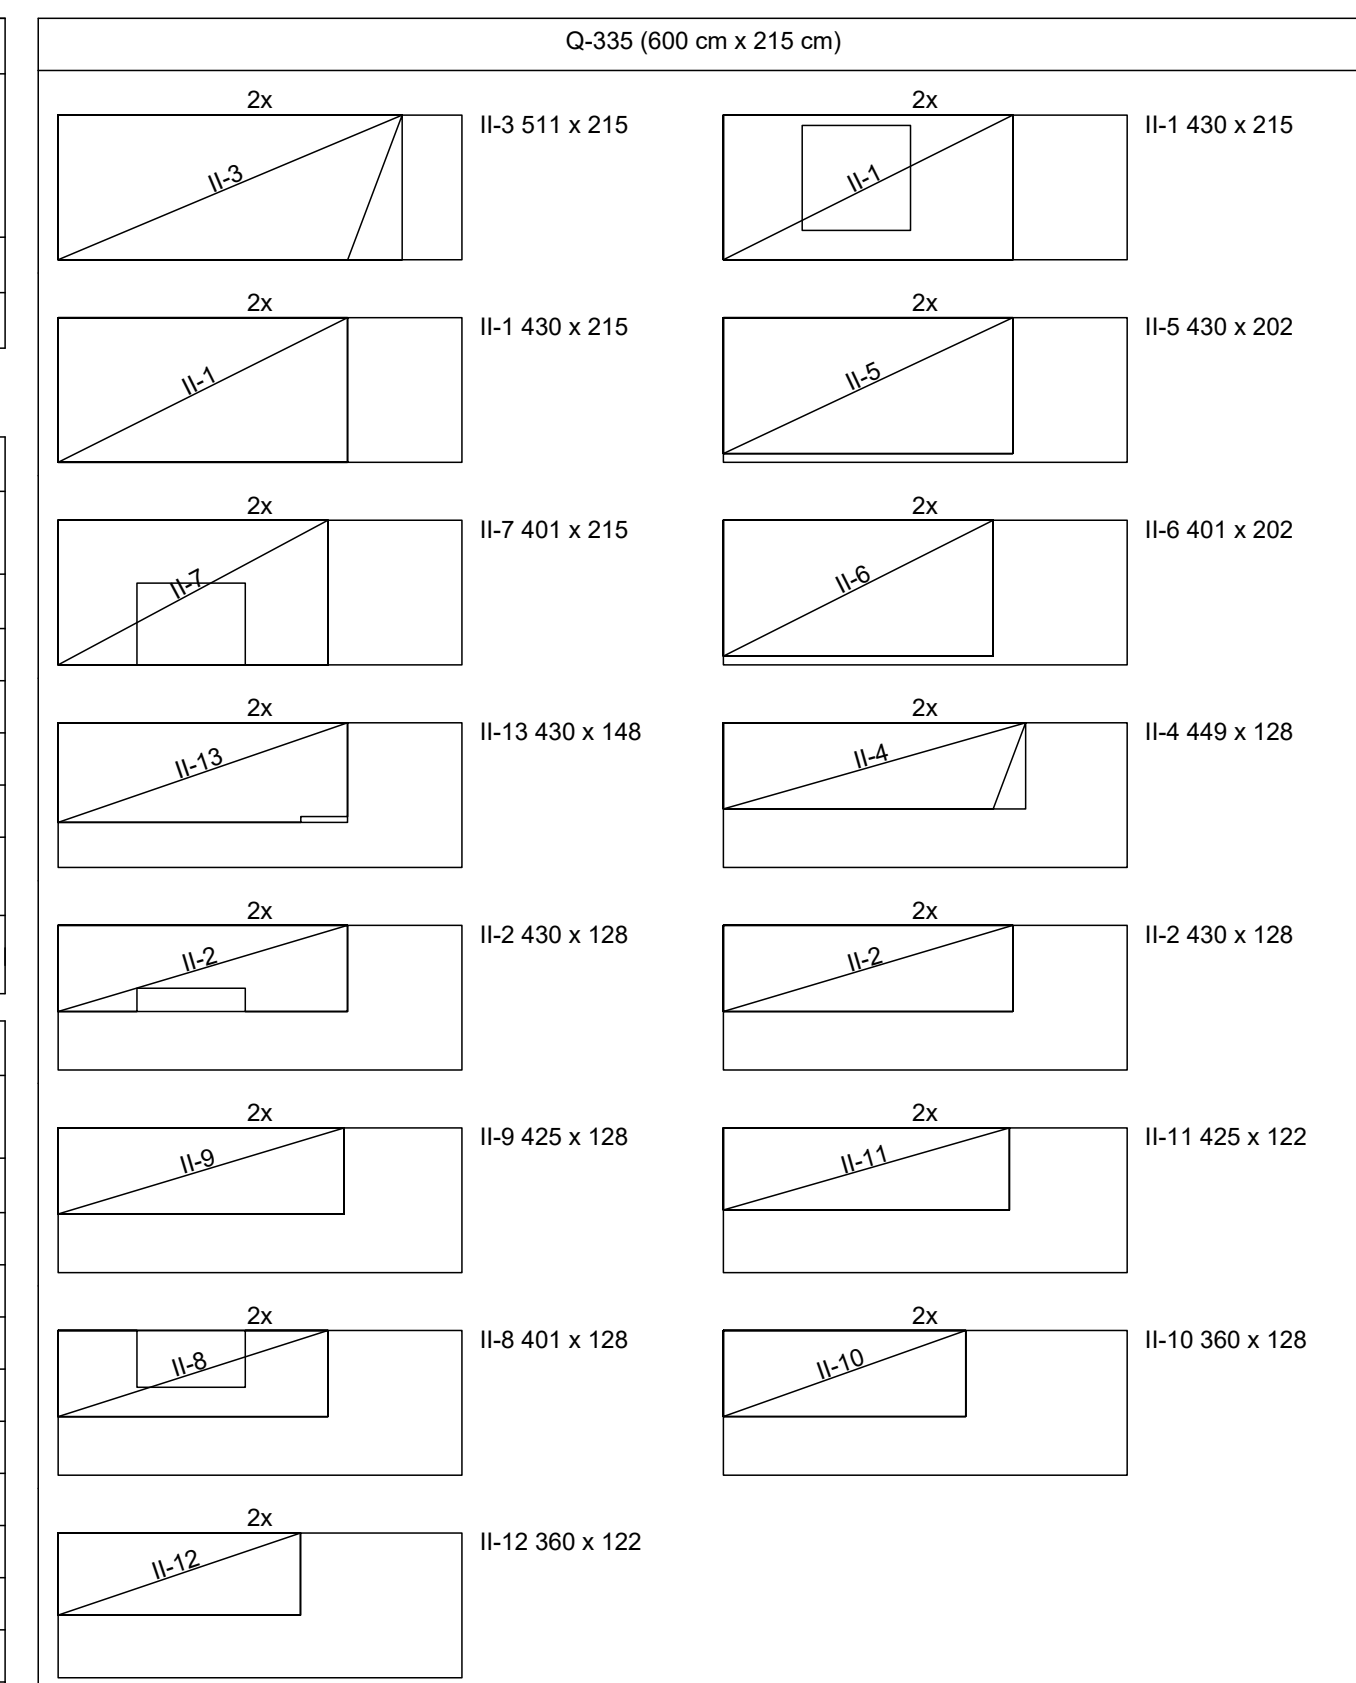 Q-335 (600 cm x 215 cm)
2x
II-3 511 x 215
II-3
2x
II-1 430 x 215
II-1
2x
II-1 430 x 215
II-1
2x
II-5 430 x 202
II-5
2x
II-7 401 x 215
II-7
2x
II-6 401 x 202
II-6
2x
II-13 430 x 148
II-13
2x
II-4 449 x 128
II-4
2x
II-2 430 x 128
II-2
2x
II-2 430 x 128
II-2
2x
II-9 425 x 128
II-9
2x
II-11 425 x 122
II-11
2x
II-8 401 x 128
II-8
2x
II-10 360 x 128
II-10
2x
II-12 360 x 122
II-12